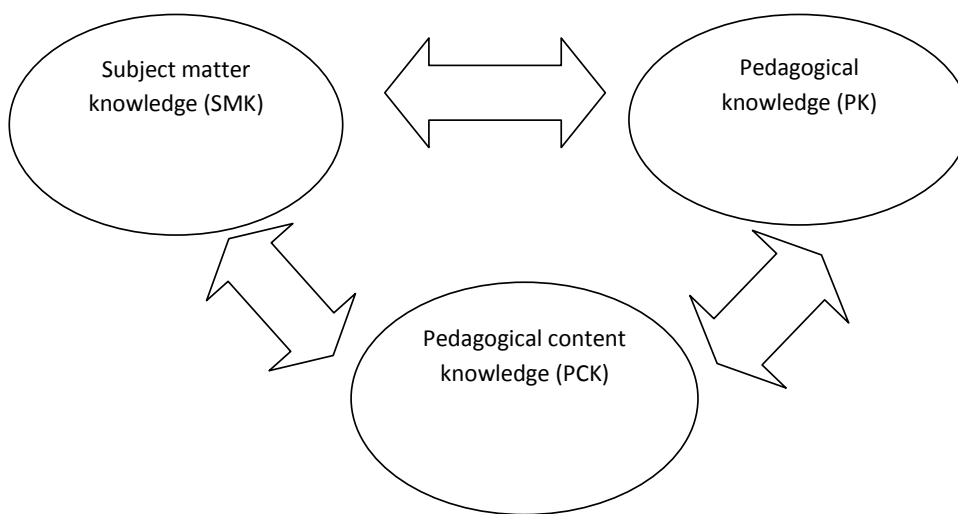 Subject matter
knowledge (SMK)
Pedagogical
knowledge (PK)
Pedagogical content
knowledge (PCK)